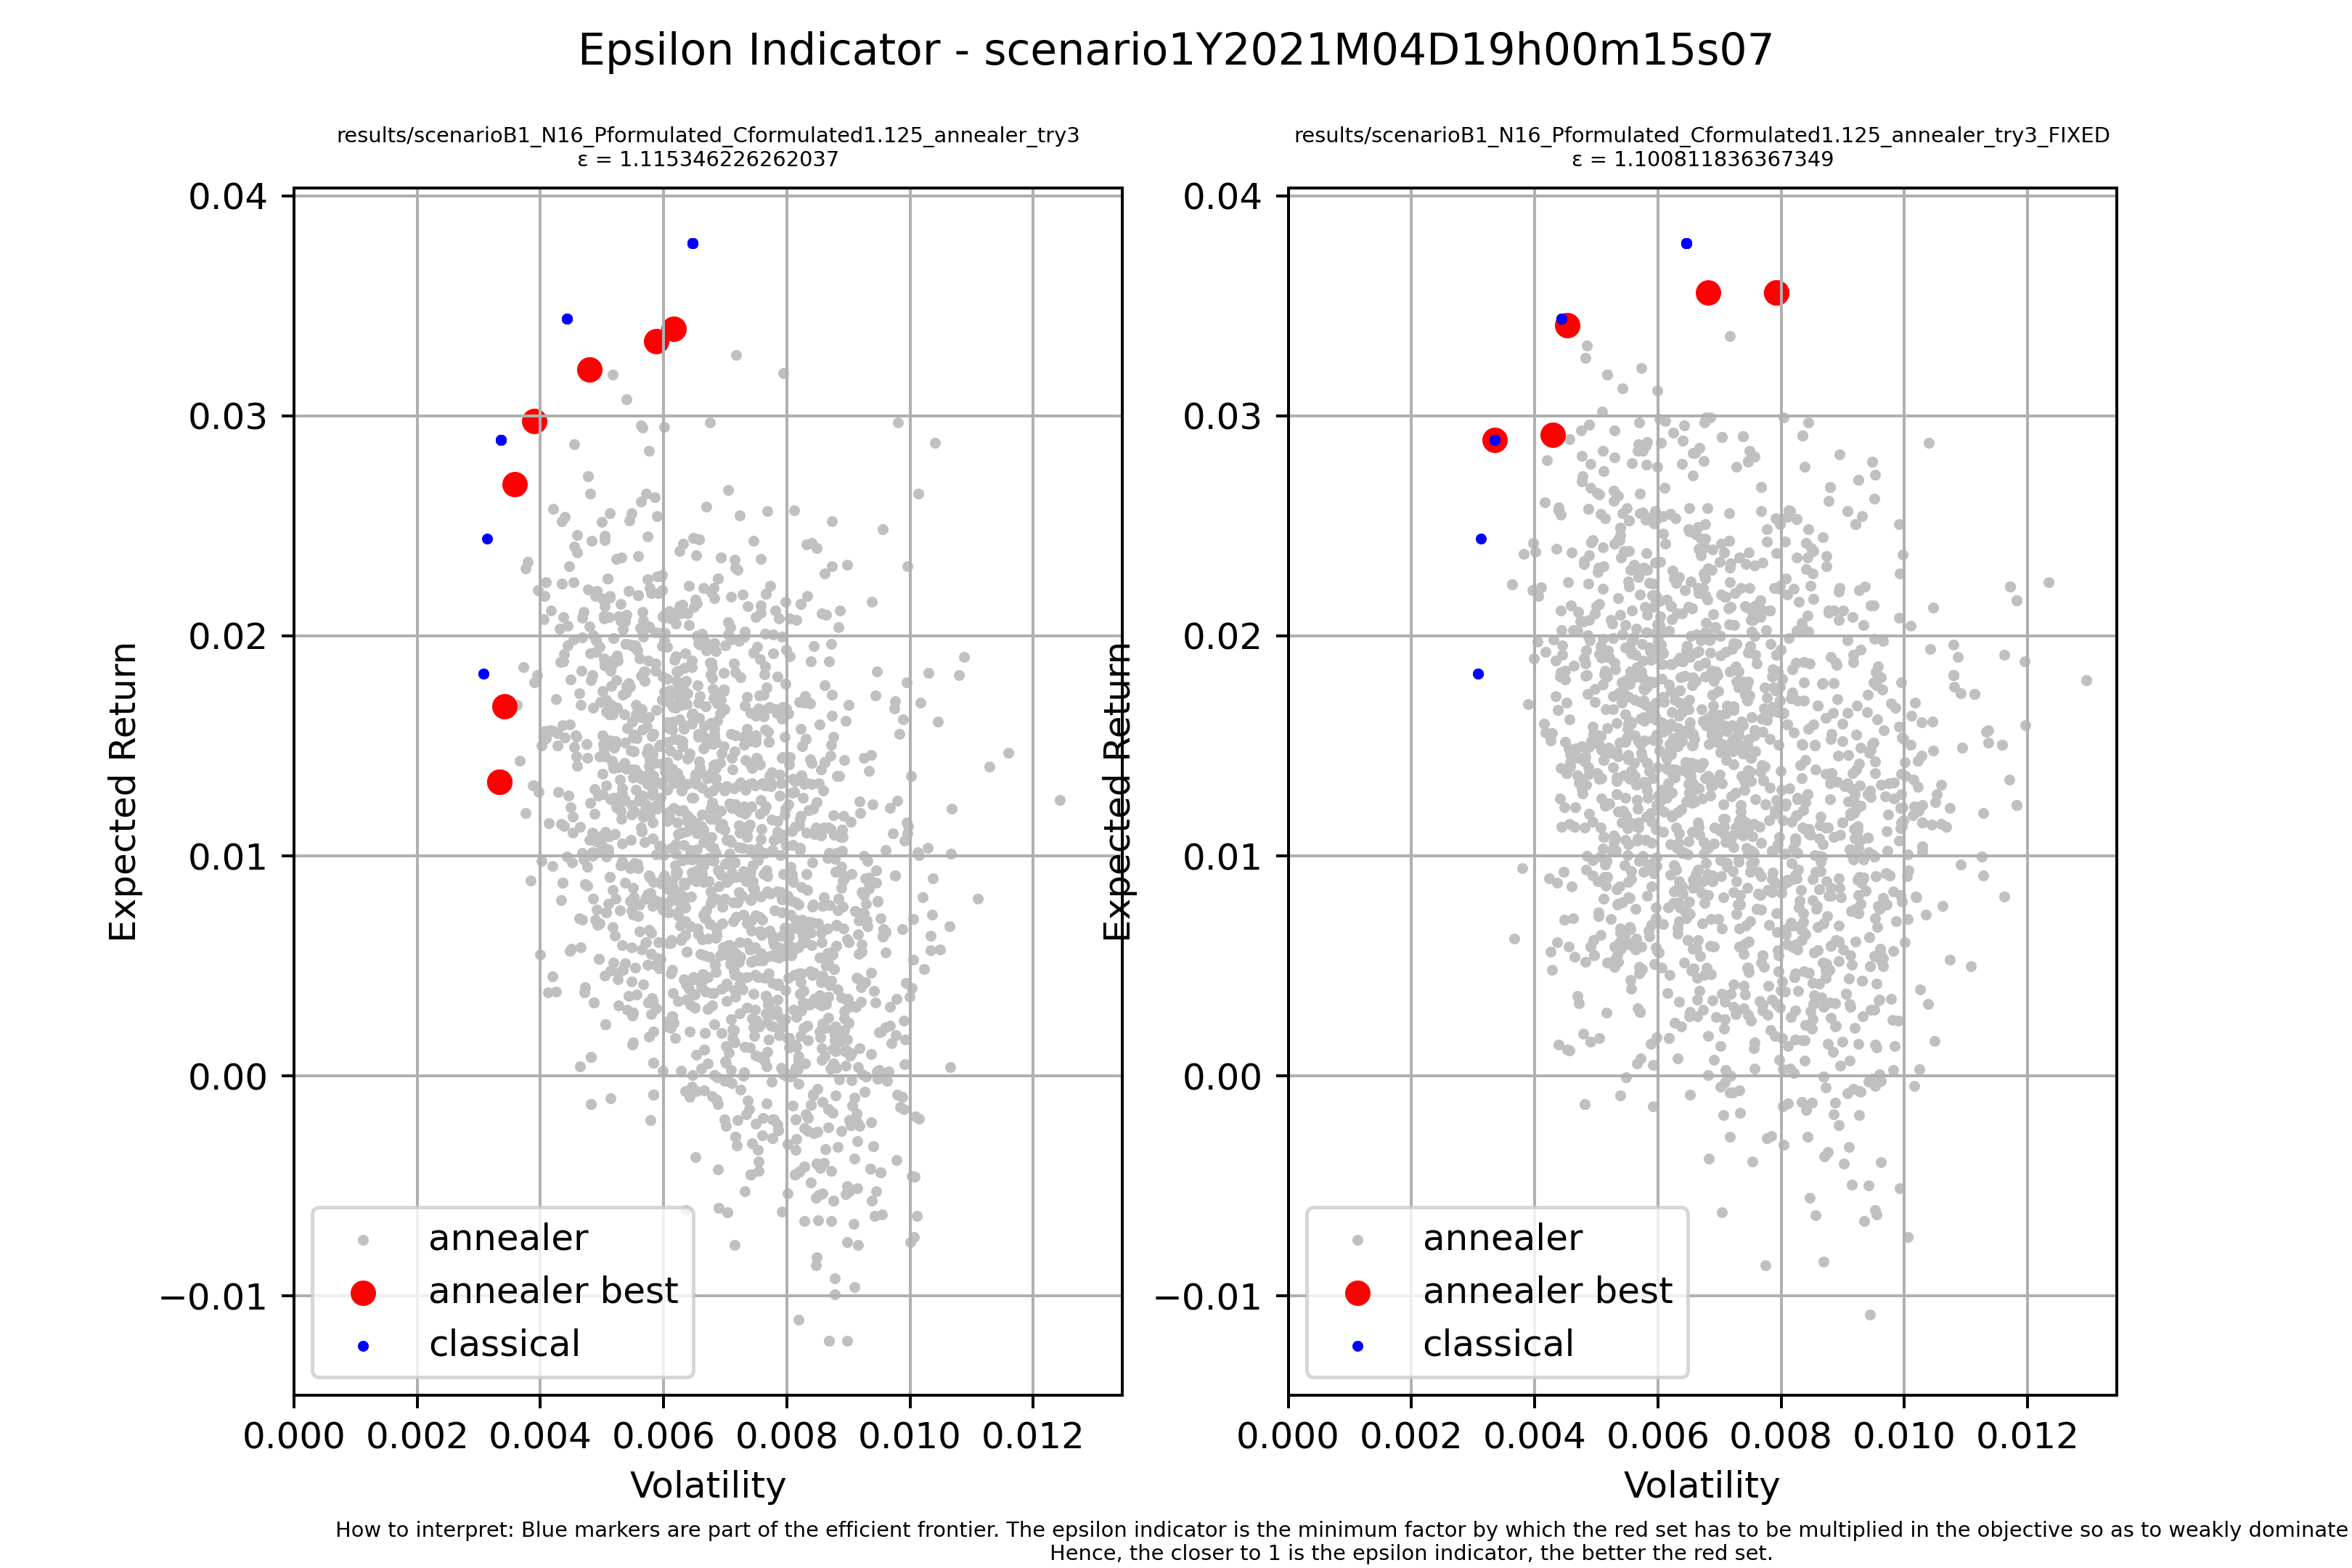 Epsilon Indicator - scenario1Y2021M04D19h00m15s07
results/scenarioB1_N16_Pformulated_Cformulated1.125_annealer_try3
ε = 1.115346226262037
0.04
0.03
0.02
0.01
0.00
−0.01
Expected Return
annealer
annealer best
classical
0.000 0.002 0.004 0.006 0.008 0.010 0.012
Volatility
results/scenarioB1_N16_Pformulated_Cformulated1.125_annealer_try3_FIXED
ε = 1.100811836367349
0.04
0.03
0.02
0.01
0.00
−0.01
Expected Return
annealer
annealer best
classical
0.000 0.002 0.004 0.006 0.008 0.010 0.012
Volatility
How to interpret: Blue markers are part of the efficient frontier. The epsilon indicator is the minimum factor by which the red set has to be multiplied in the objective so as to weakly dominate
Hence, the closer to 1 is the epsilon indicator, the better the red set.